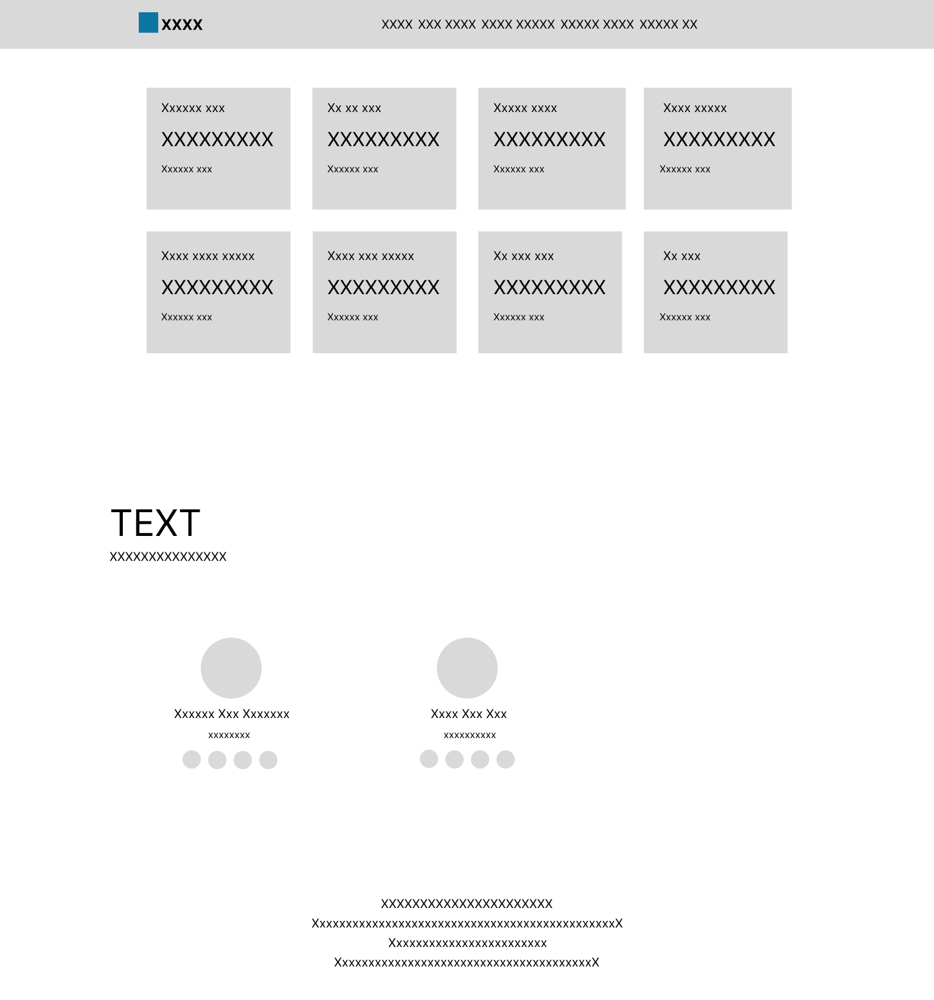 XXXX
XXXX XXX XXXX XXXX XXXXX XXXXX XXXX XXXXX XX
Xxxxxx xxx
Xx xx xxx
Xxxxx xxxx
Xxxx xxxxx
XXXXXXXXX
XXXXXXXXX
XXXXXXXXX
XXXXXXXXX
Xxxxxx xxx
Xxxxxx xxx
Xxxxxx xxx
Xxxxxx xxx
Xxxx xxxx xxxxx
Xxxx xxx xxxxx
Xx xxx xxx
Xx xxx
XXXXXXXXX
XXXXXXXXX
XXXXXXXXX
XXXXXXXXX
Xxxxxx xxx
Xxxxxx xxx
Xxxxxx xxx
Xxxxxx xxx
TEXT
XXXXXXXXXXXXXXX
Xxxxxx Xxx Xxxxxxx
Xxxx Xxx Xxx
xxxxxxxx
xxxxxxxxxx
XXXXXXXXXXXXXXXXXXXXXX
XxxxxxxxxxxxxxxxxxxxxxxxxxxxxxxxxxxxxxxxxxxxxxX
Xxxxxxxxxxxxxxxxxxxxxxxx
XxxxxxxxxxxxxxxxxxxxxxxxxxxxxxxxxxxxxxxX